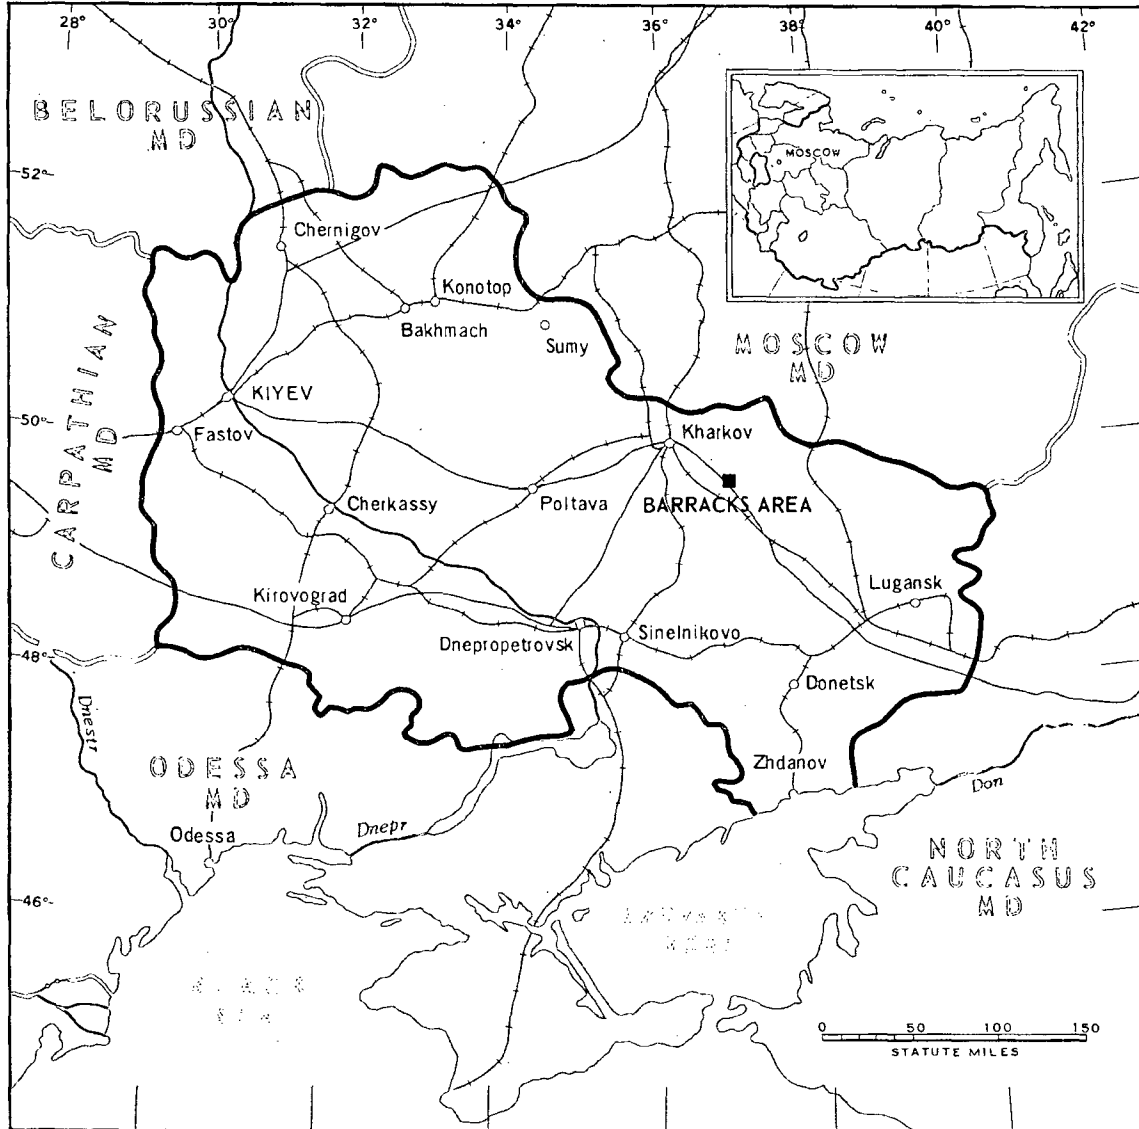 28° 30° 32° 34° 36° 38° 40° 42°
BELORUSSIAN
MD
MOSCOW
52°
Chernigov
Konotop
Bakhmach
Sumy
MOSCOW
MD
CARPATHIAN
MD
KIYEV
50°
Fastov
Kharkov
Cherkassy
Poltava
BARRACKS AREA
Kirovograd
Lugansk
Dnepropetrovsk
Sinelnikovo
48°
Donetsk
Dnestr
ODESSA
MD
Zhdanov
Don
Odessa
Dnepr
NORTH
CAUCASUS
MD
46°
0 50 100 150
STATUTE MILES